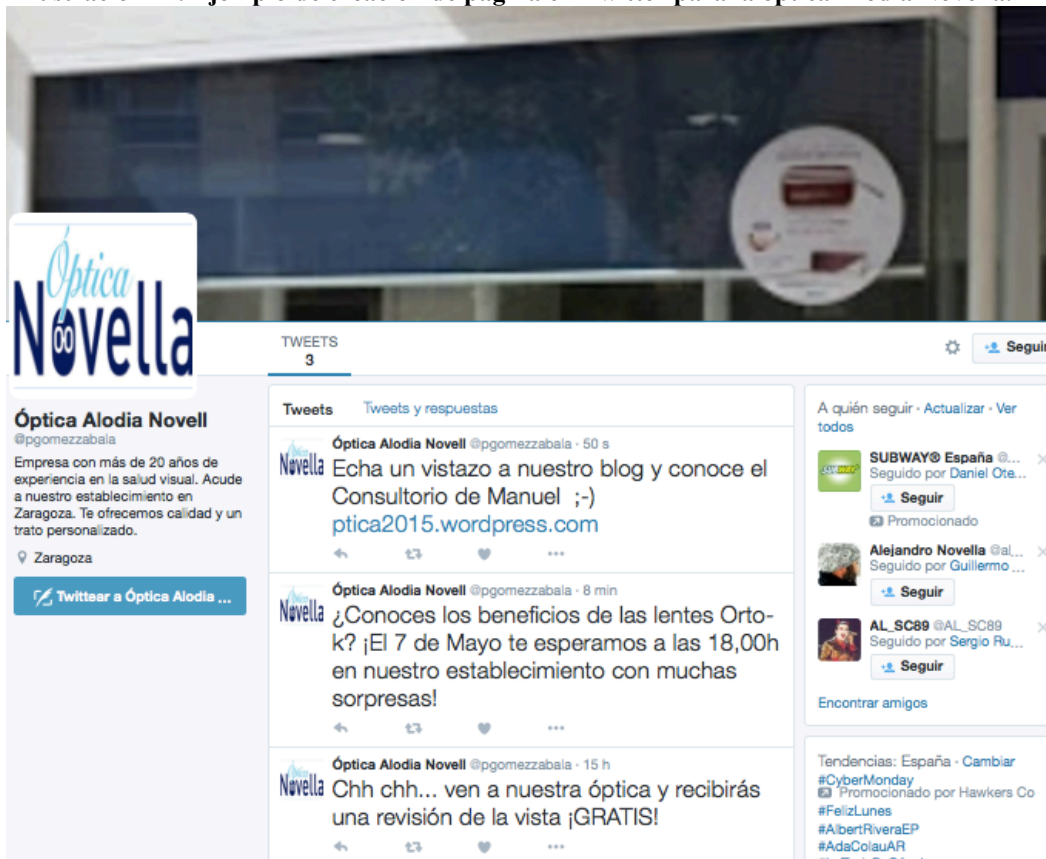 Óptica
Novella
TWEETS
3
Seguir
Óptica Alodia Novell
@pgomezzabala
Empresa con más de 20 años de
experiencia en la salud visual. Acude
a nuestro establecimiento en
Zaragoza. Te ofrecemos calidad y un
trato personalizado.
Zaragoza
Twittear a Óptica Alodia ...
Tweets Tweets y respuestas
Óptica Alodia Novell @pgomezzabala · 50 s
Echa un vistazo a nuestro blog y conoce el
Consultorio de Manuel ;-)
ptica2015.wordpress.com
Óptica Alodia Novell @pgomezzabala · 8 min
¿Conoces los beneficios de las lentes Orto-
k? ¡El 7 de Mayo te esperamos a las 18,00h
en nuestro establecimiento con muchas
sorpresas!
Óptica Alodia Novell @pgomezzabala · 15 h
Chh chh... ven a nuestra óptica y recibirás
una revisión de la vista ¡GRATIS!
A quién seguir · Actualizar · Ver
todos
SUBWAY® España @...
Seguido por Daniel Ote...
Seguir
Promocionado
Alejandro Novella @al...
Seguido por Guillermo ...
Seguir
AL_SC89 @AL_SC89
Seguido por Sergio Ru...
Seguir
Encontrar amigos
Tendencias: España · Cambiar
#CyberMonday
Promocionado por Hawkers Co
#FelizLunes
#AlbertRiveraEP
#AdaColauAR